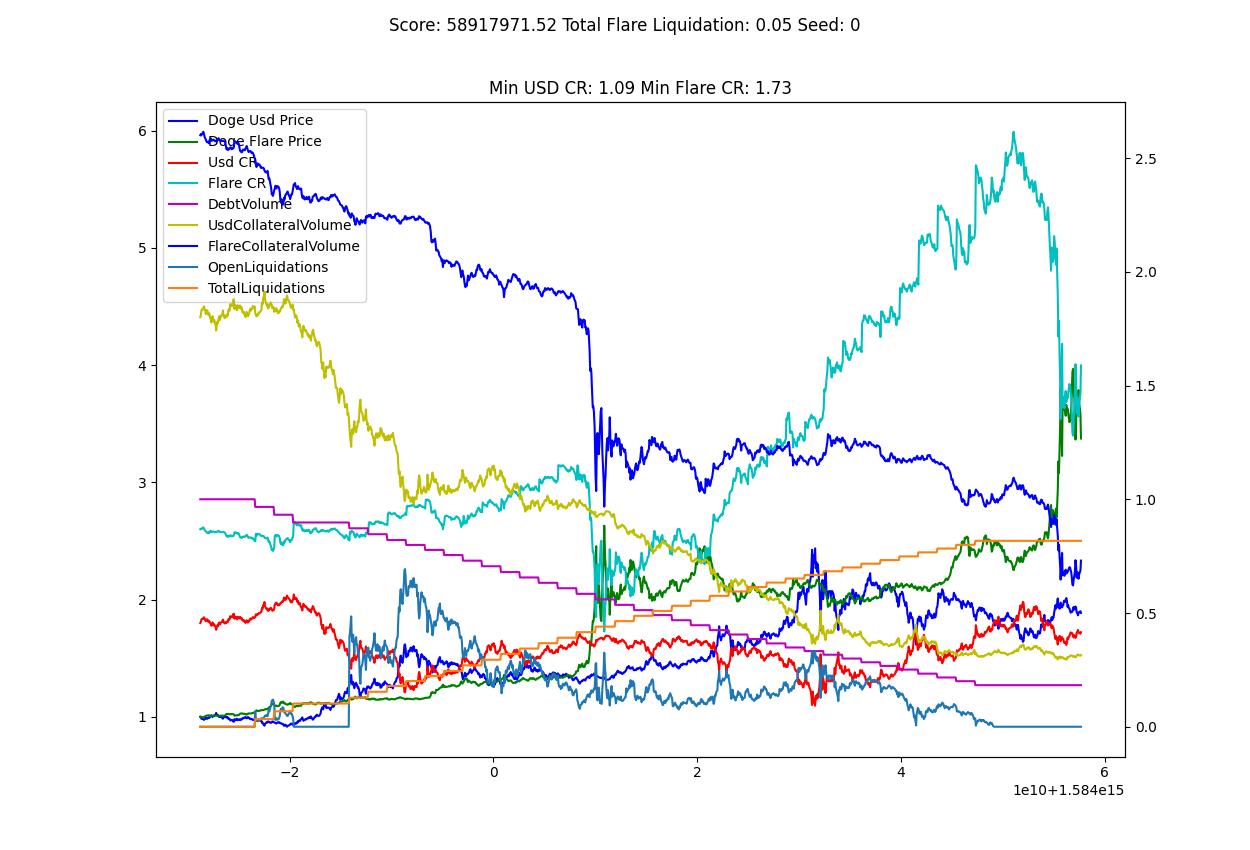 Score: 58917971.52 Total Flare Liquidation: 0.05 Seed: 0
Min USD CR: 1.09 Min Flare CR: 1.73
Doge Usd Price
Doge Flare Price
Usd CR
Flare CR
DebtVolume
UsdCollateralVolume
FlareCollateralVolume
OpenLiquidations
TotalLiquidations
6
5
4
3
2
1
2.5
2.0
1.5
1.0
0.5
0.0
−2 0 2 4 6
1e10+1.584e15